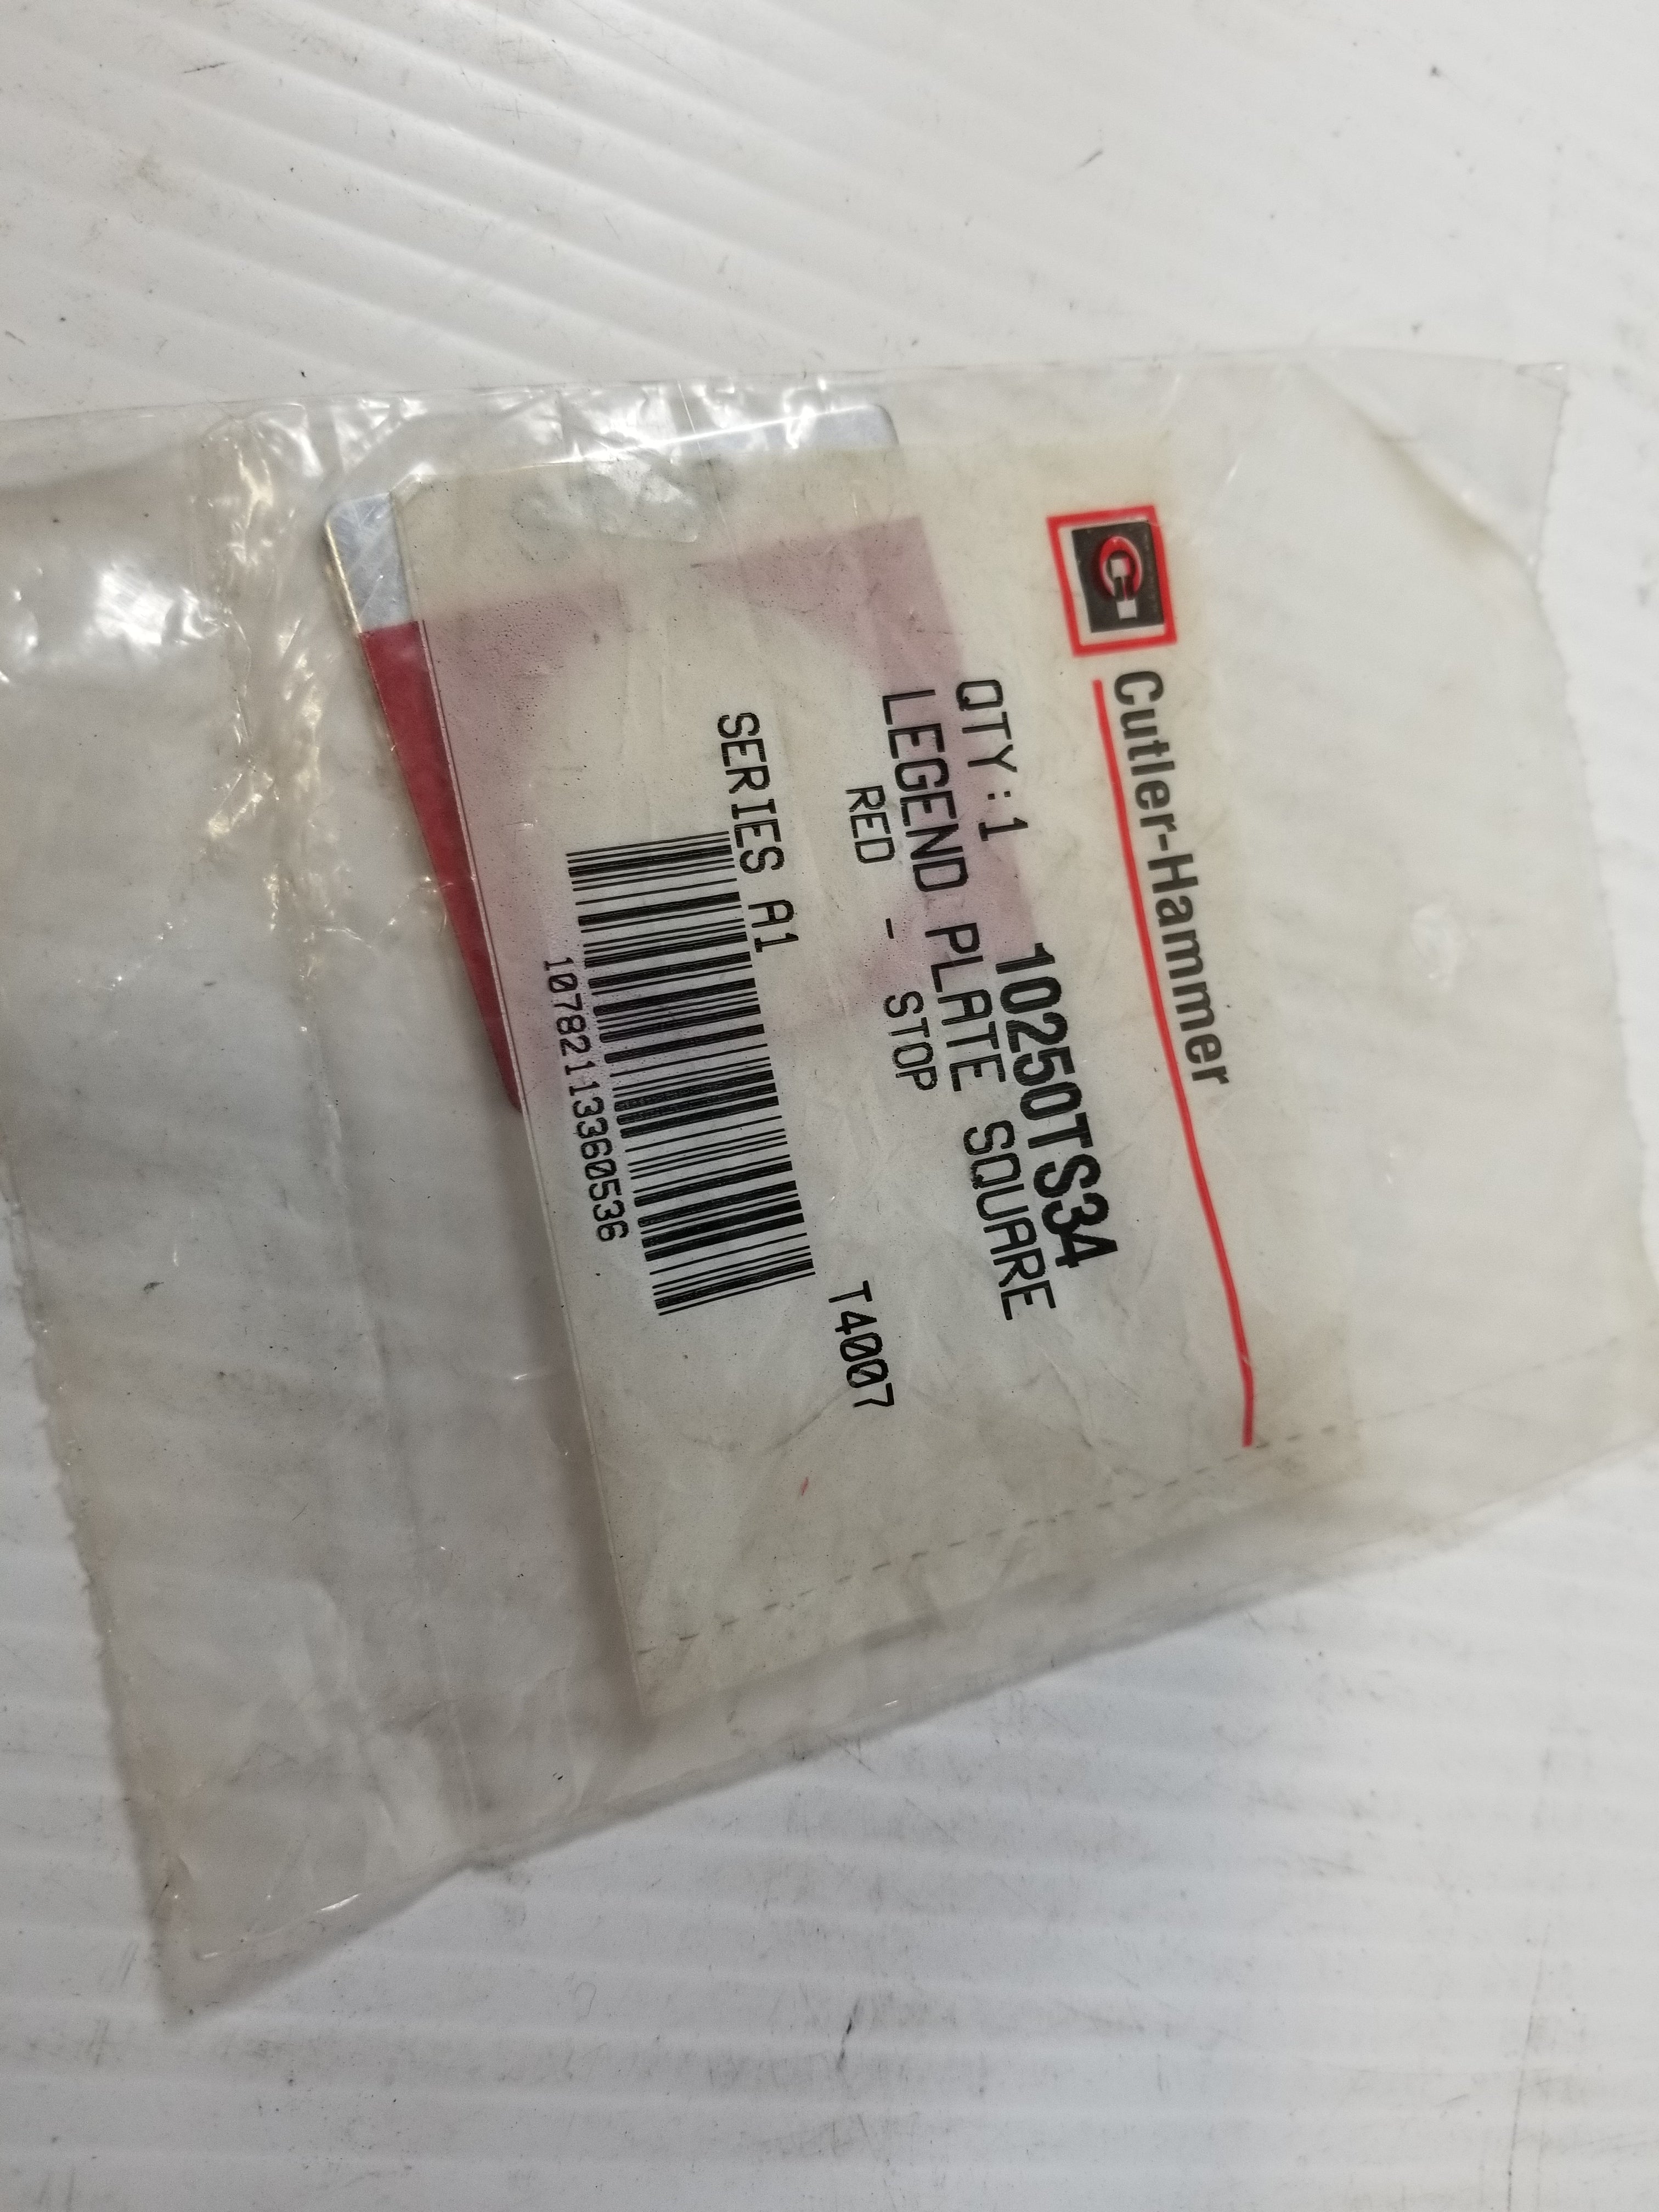 Cutler-Hammer
QTY:1 10250TS34
LEGEND PLATE SQUARE
RED - STOP
T4007
SERIES A1
10782113360536